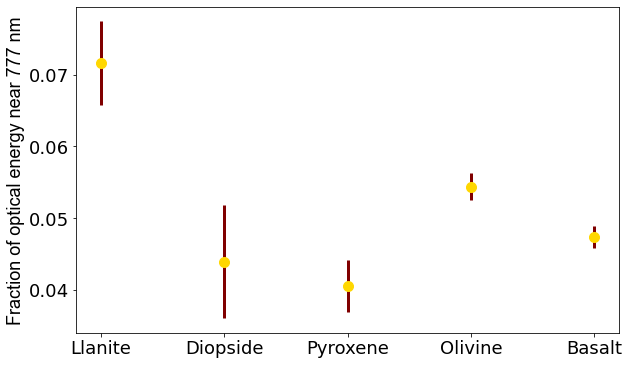 Fraction of optical energy near 777 nm
0.07
0.06
0.05
0.04
Llanite Diopside Pyroxene Olivine Basalt